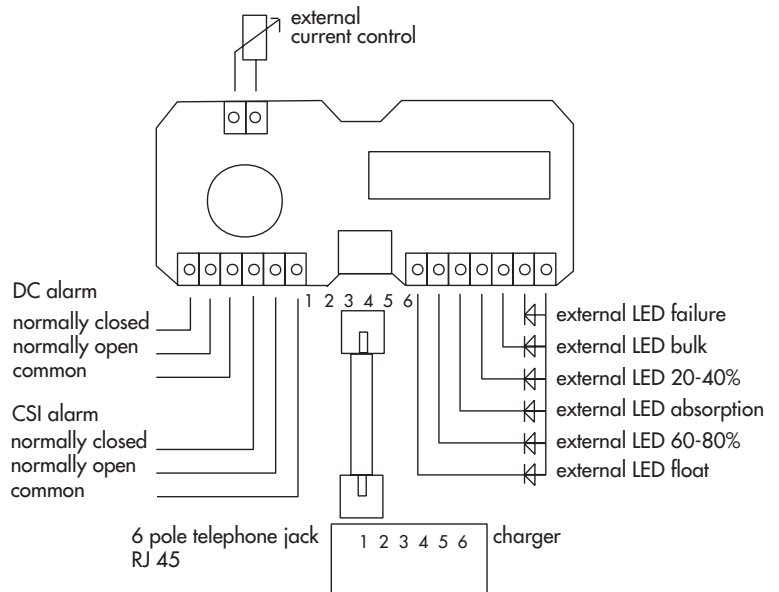 external
current control
DC alarm
normally closed
normally open
common
CSI alarm
normally closed
normally open
common
1 2 3 4 5 6
external LED failure
external LED bulk
external LED 20-40%
external LED absorption
external LED 60-80%
external LED float
6 pole telephone jack
RJ 45
1 2 3 4 5 6
charger